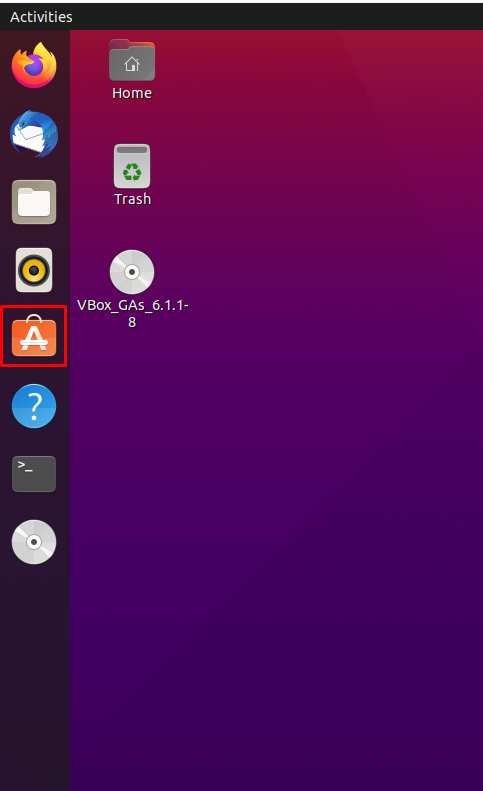 Activities
Home
Trash
VBox_GAs_6.1.1-
8
A
?
>_